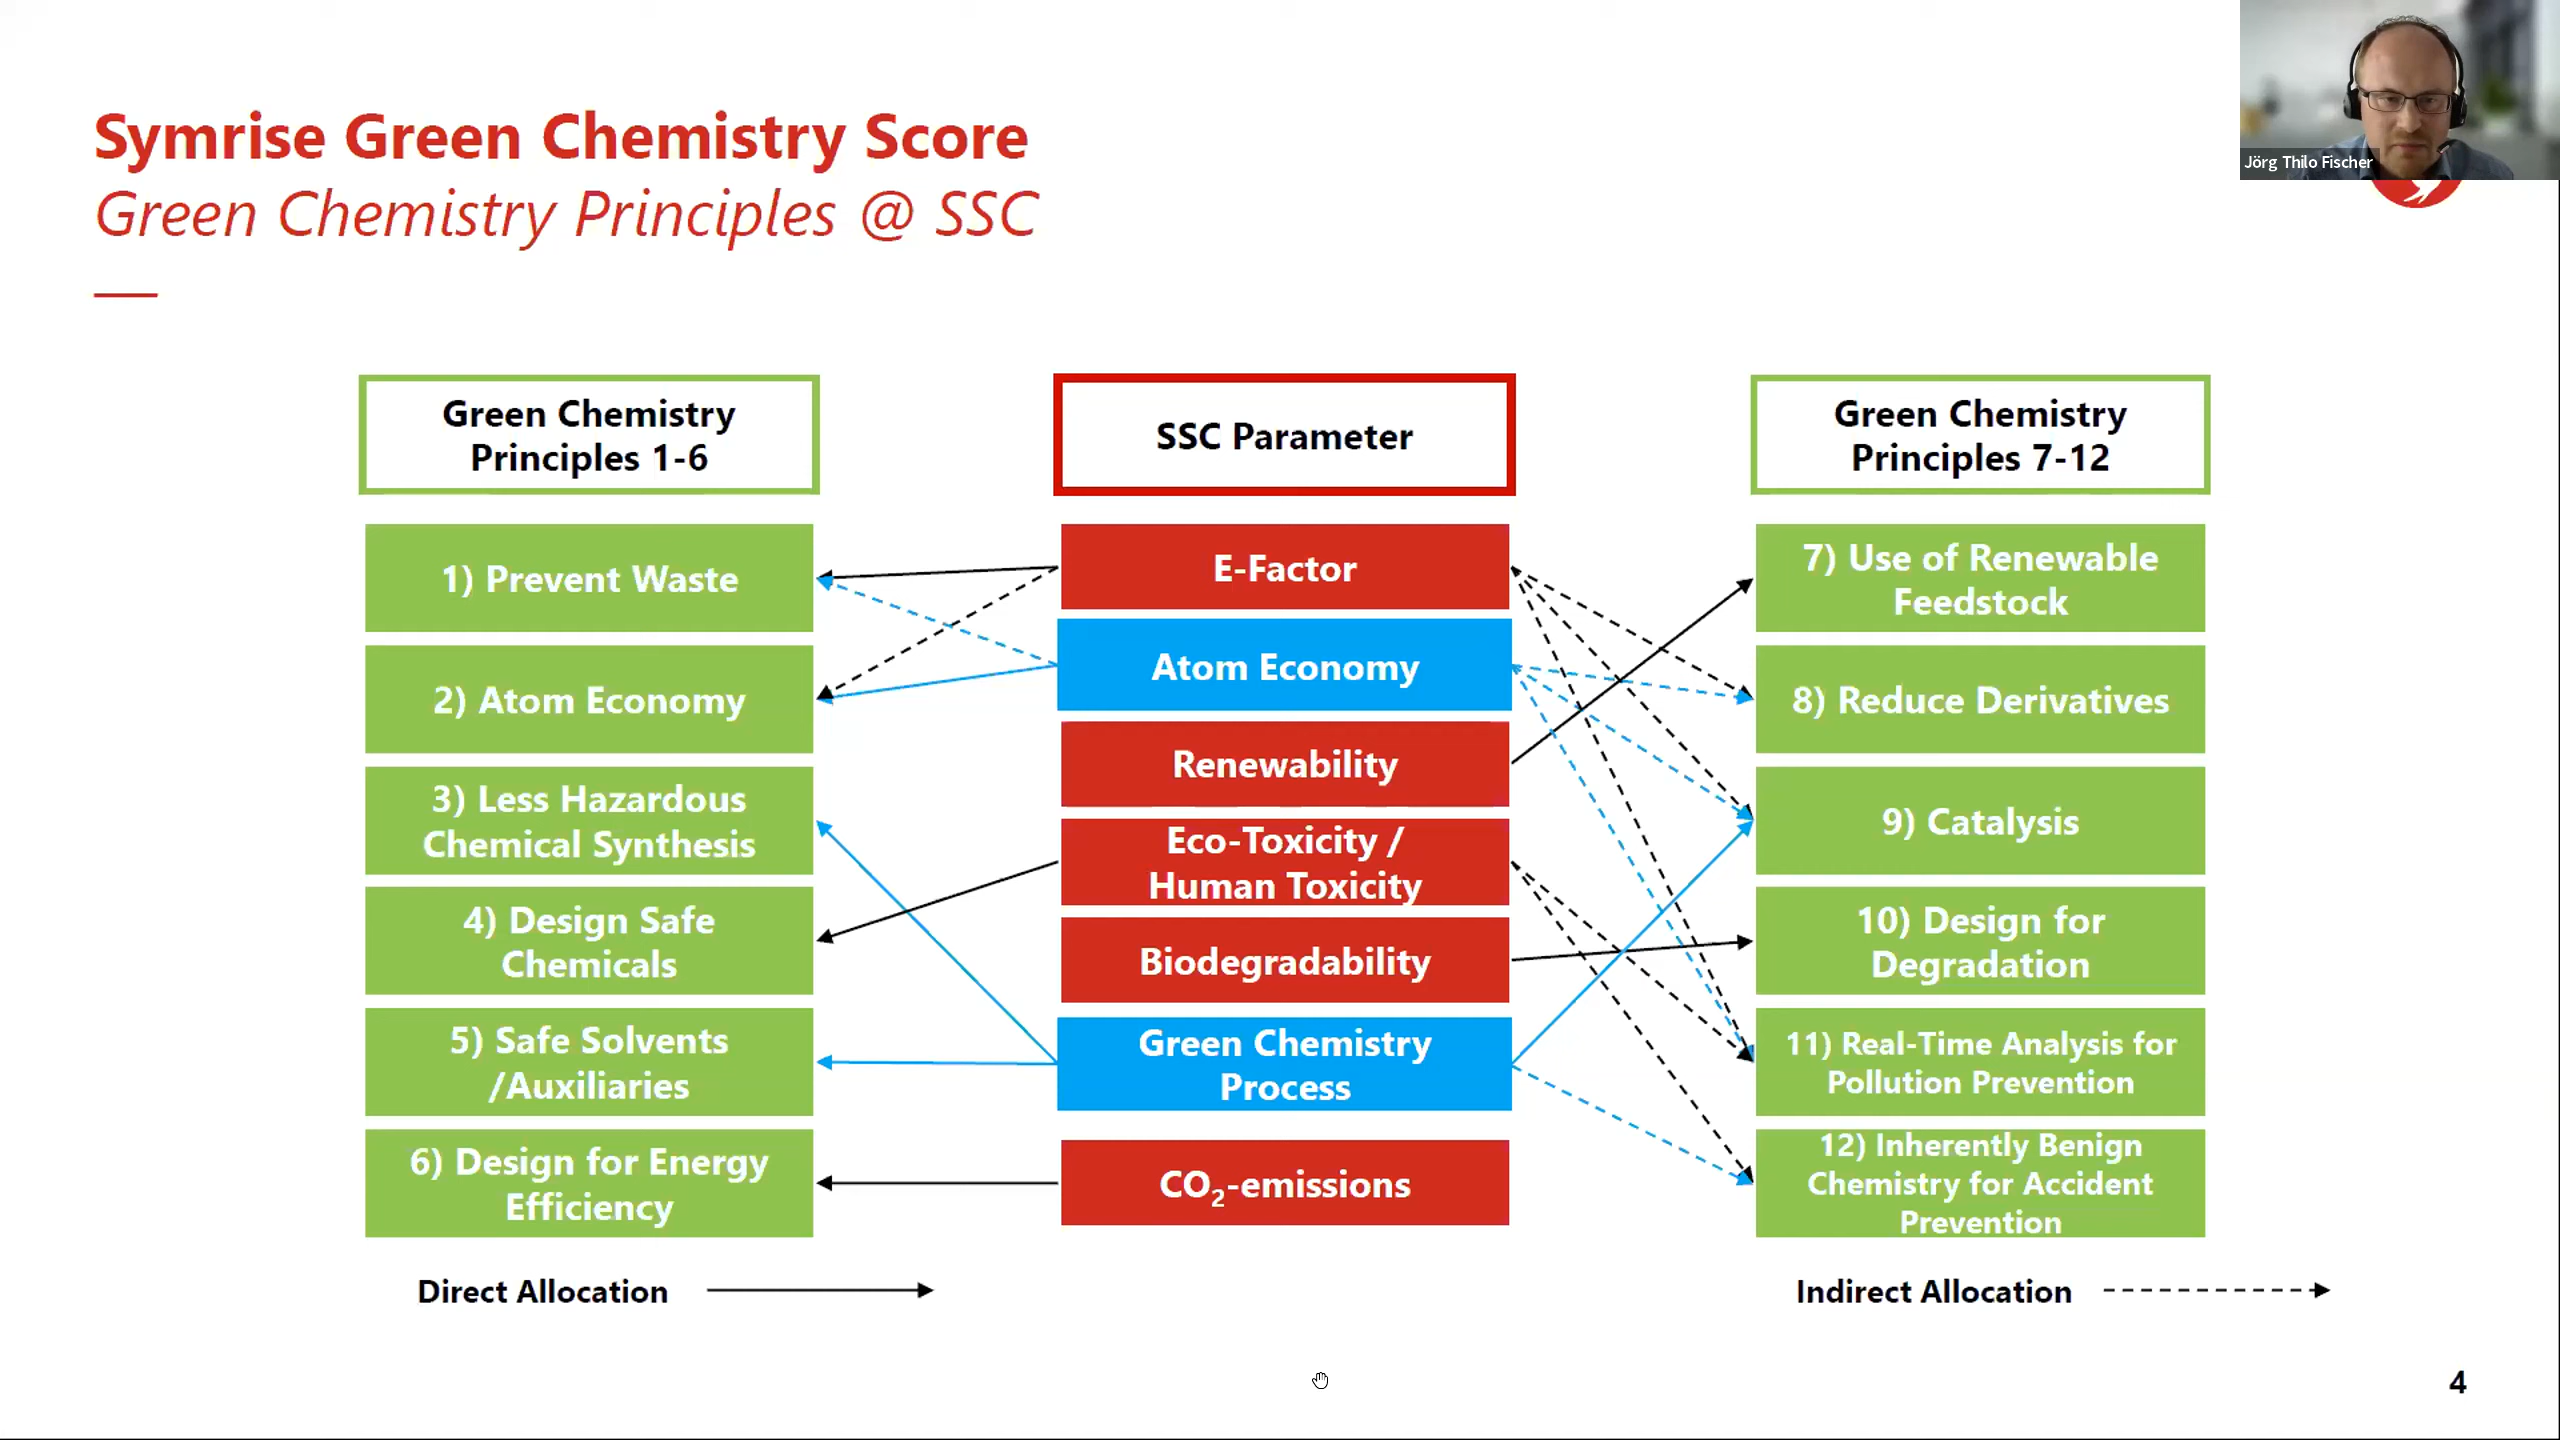 Jörg Thilo Fischer
Symrise Green Chemistry Score
Green Chemistry Principles @ SSC
Green Chemistry
Principles 1-6
1) Prevent Waste
2) Atom Economy
3) Less Hazardous
Chemical Synthesis
4) Design Safe
Chemicals
5) Safe Solvents
/Auxiliaries
6) Design for Energy
Efficiency
SSC Parameter
E-Factor
Atom Economy
Renewability
Eco-Toxicity /
Human Toxicity
Biodegradability
Green Chemistry
Process
CO₂-emissions
Green Chemistry
Principles 7-12
7) Use of Renewable
Feedstock
8) Reduce Derivatives
9) Catalysis
10) Design for
Degradation
11) Real-Time Analysis for
Pollution Prevention
12) Inherently Benign
Chemistry for Accident
Prevention
Direct Allocation
Indirect Allocation
4